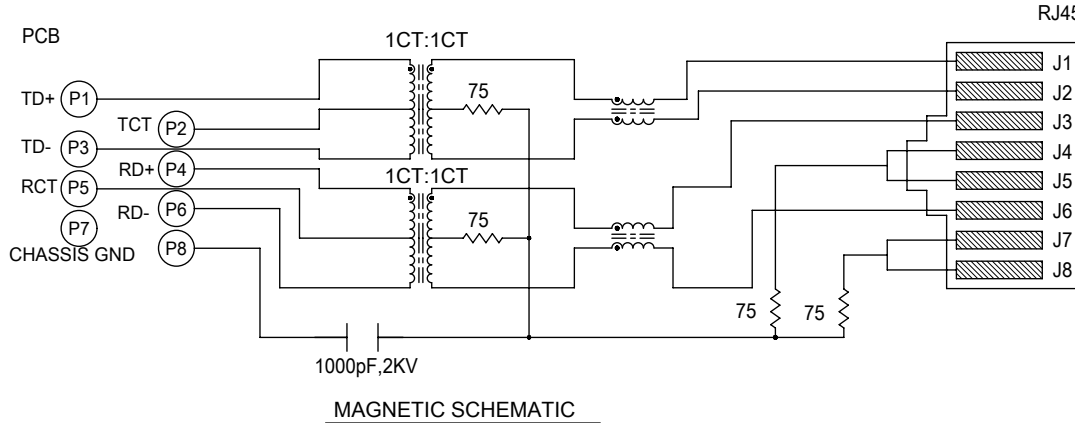 RJ45
PCB
1CT:1CT
J1
75
J2
TD+ P1
J3
TCT P2
TD- P3
J4
RD+ P4
1CT:1CT
J5
RCT P5
RD- P6
J6
75
P7
J7
CHASSIS GND P8
J8
75
75
1000pF,2KV
MAGNETIC SCHEMATIC